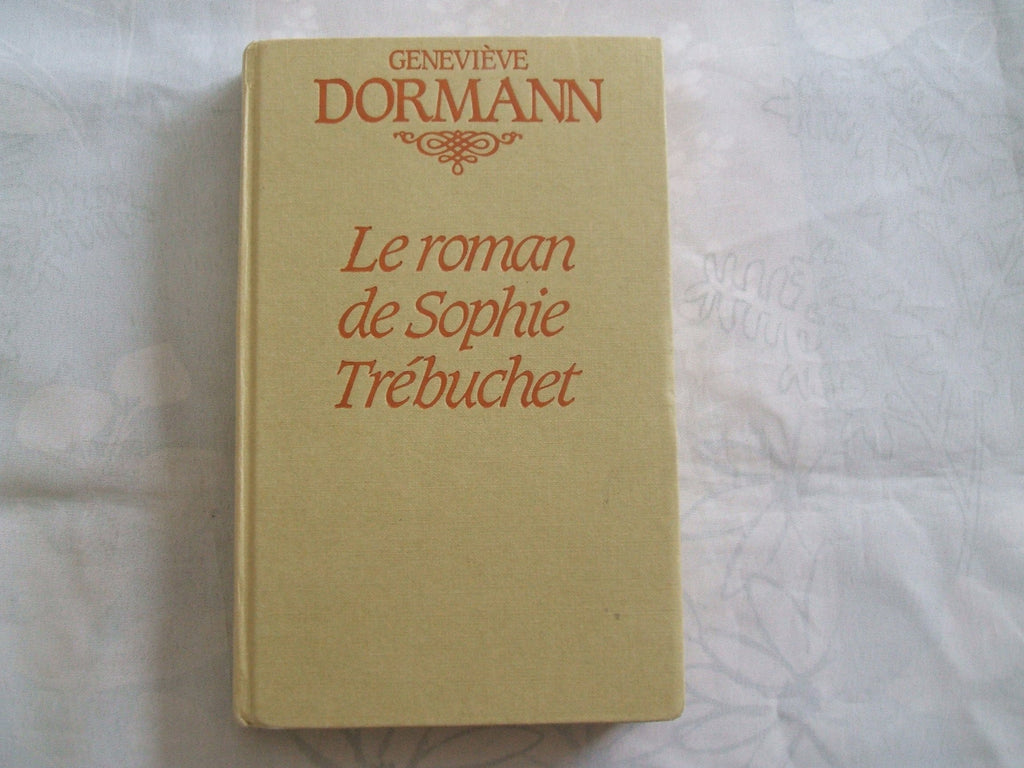 GENEVIÈVE
DORMANN
Le roman
de Sophie
Trébuchet